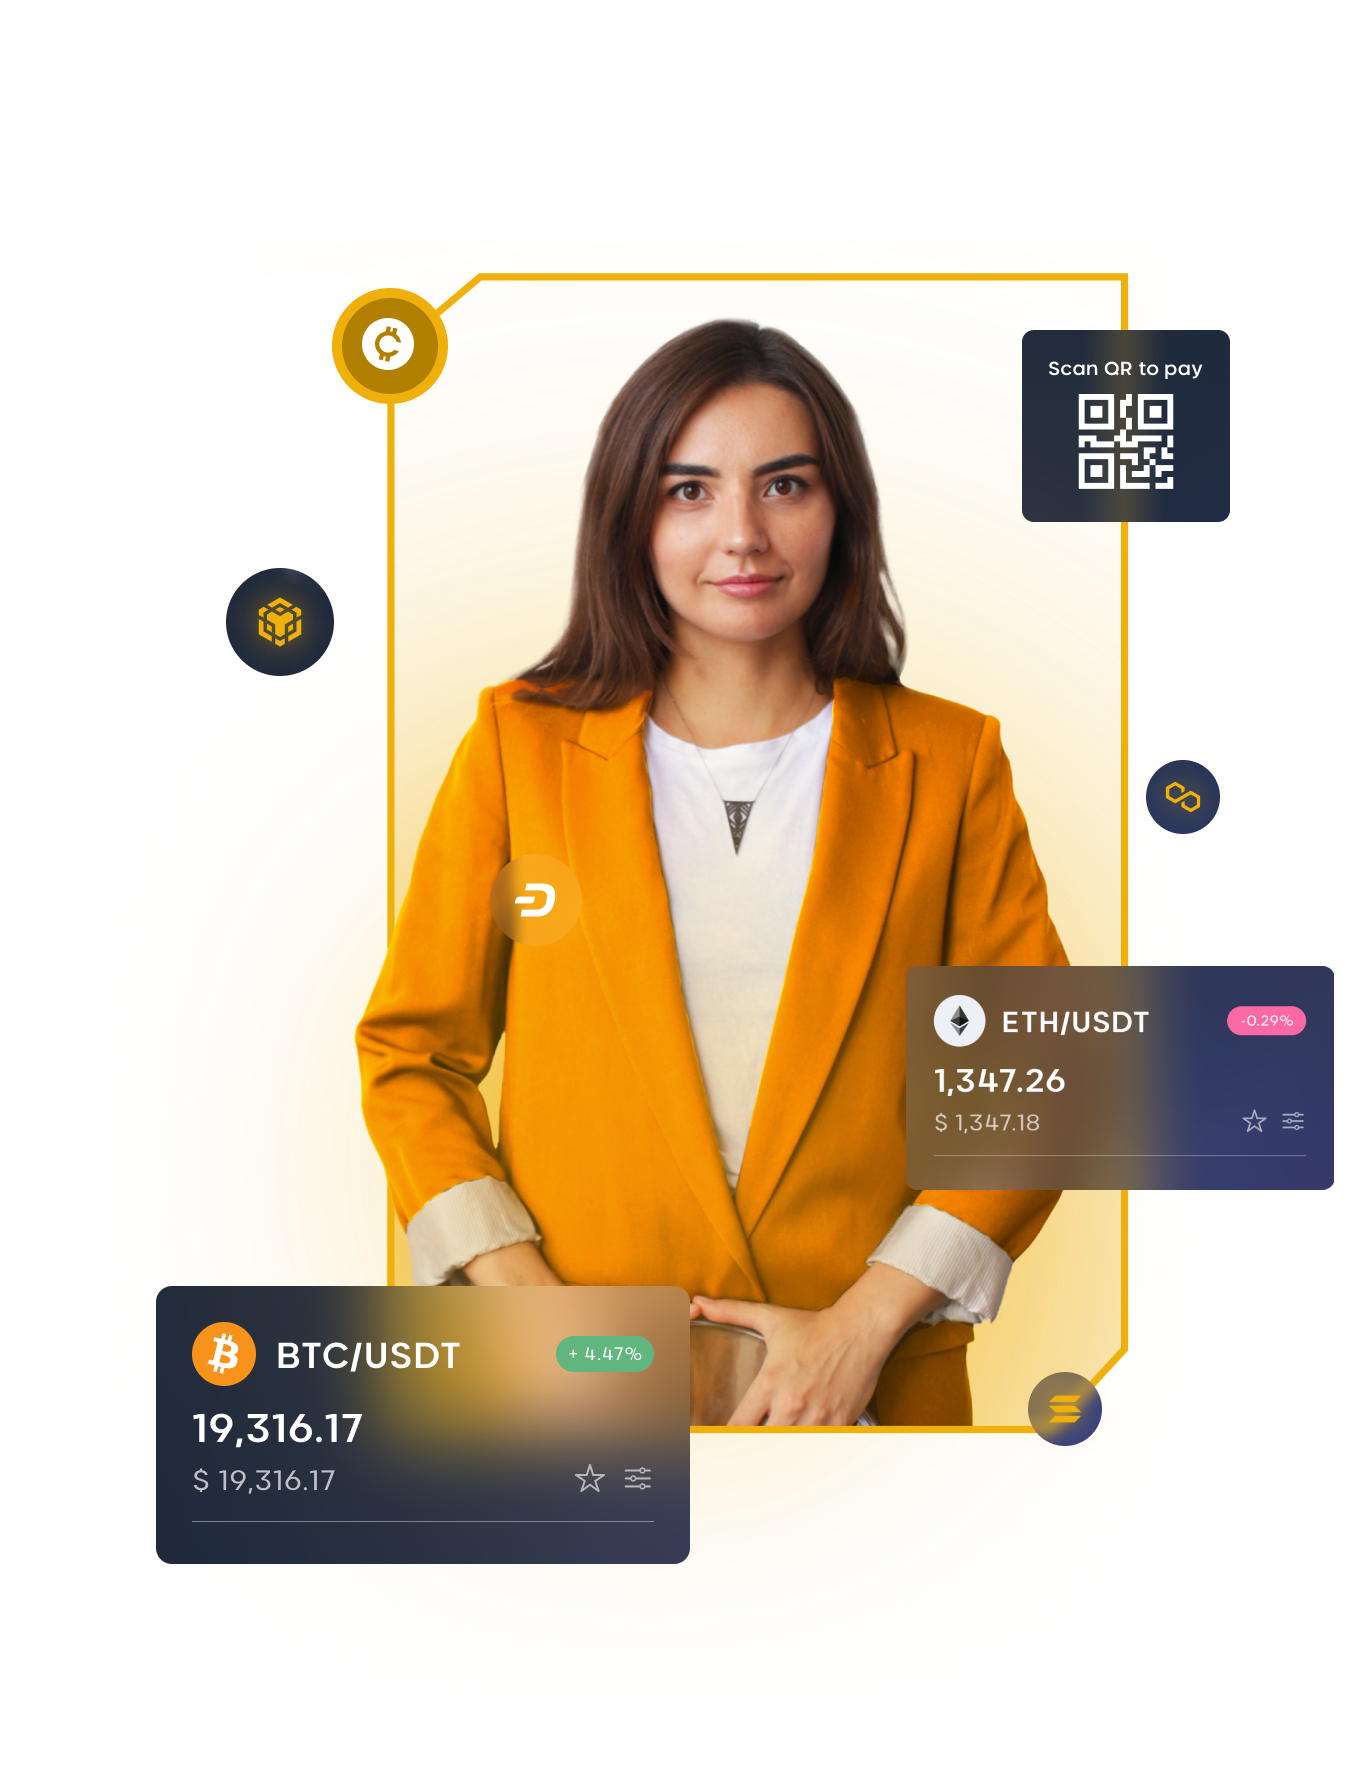 Scan QR to pay
ETH/USDT
-0.29%
1,347.26
$ 1,347.18
BTC/USDT
+ 4.47%
19,316.17
$ 19,316.17